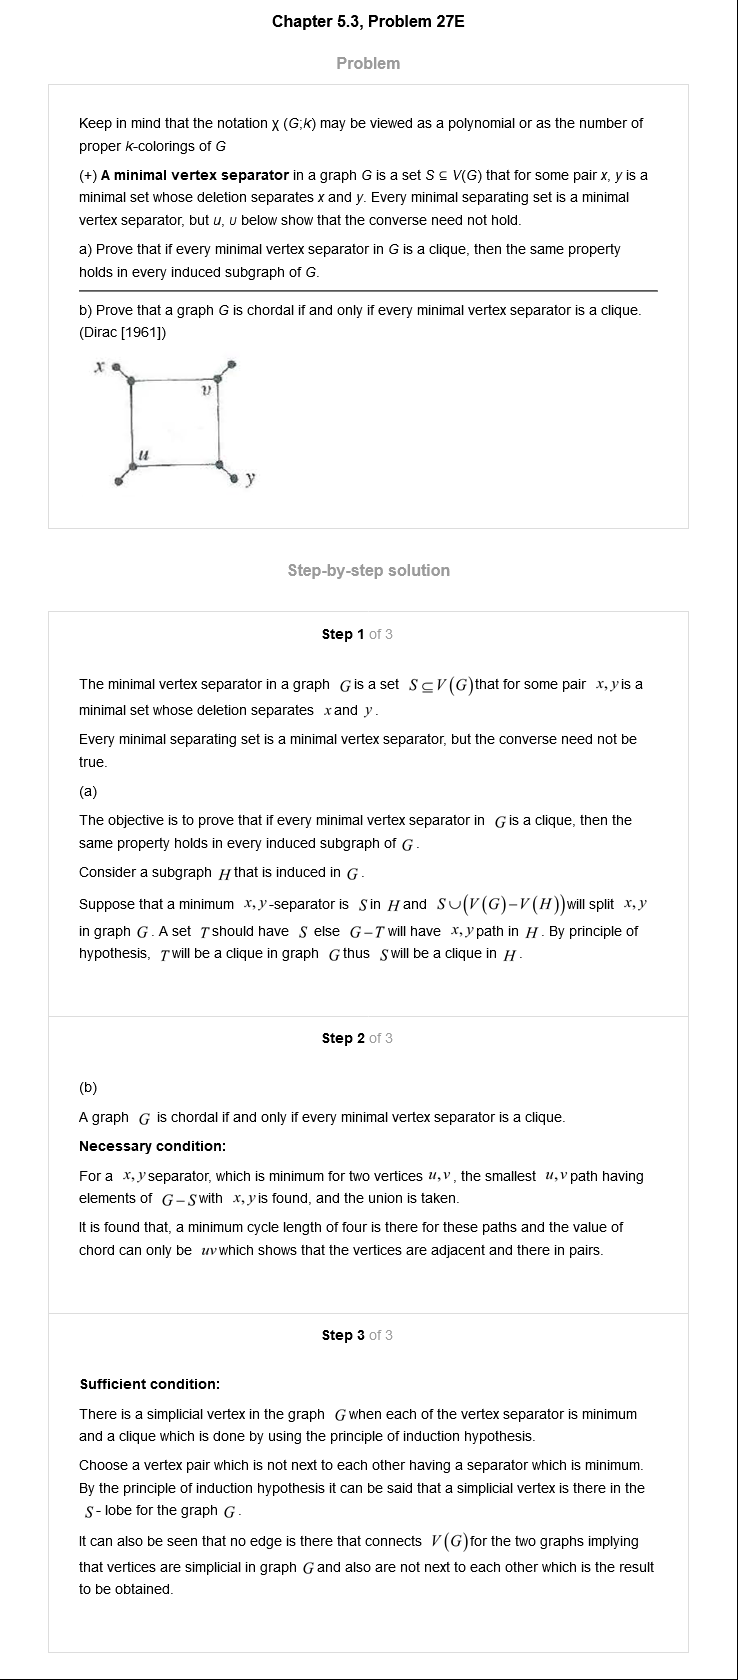 Chapter 5.3, Problem 27E
Problem
Keep in mind that the notation χ (G;k) may be viewed as a polynomial or as the number of
proper k-colorings of G
(+) A minimal vertex separator in a graph G is a set S ⊆ V(G) that for some pair x, y is a
minimal set whose deletion separates x and y. Every minimal separating set is a minimal
vertex separator, but u, υ below show that the converse need not hold.
a) Prove that if every minimal vertex separator in G is a clique, then the same property
holds in every induced subgraph of G.
b) Prove that a graph G is chordal if and only if every minimal vertex separator is a clique.
(Dirac [1961])
x
v
u
y
Step-by-step solution
Step 1 of 3
The minimal vertex separator in a graph G is a set S ⊆ V(G) that for some pair x, y is a
minimal set whose deletion separates x and y.
Every minimal separating set is a minimal vertex separator, but the converse need not be
true.
(a)
The objective is to prove that if every minimal vertex separator in G is a clique, then the
same property holds in every induced subgraph of G.
Consider a subgraph H that is induced in G.
Suppose that a minimum x, y-separator is S in H and S∪(V(G)−V(H)) will split x, y
in graph G. A set T should have S else G−T will have x, y path in H. By principle of
hypothesis, T will be a clique in graph G thus S will be a clique in H.
Step 2 of 3
(b)
A graph G is chordal if and only if every minimal vertex separator is a clique.
Necessary condition:
For a x, y separator, which is minimum for two vertices u, v, the smallest u, v path having
elements of G−S with x, y is found, and the union is taken.
It is found that, a minimum cycle length of four is there for these paths and the value of
chord can only be uv which shows that the vertices are adjacent and there in pairs.
Step 3 of 3
Sufficient condition:
There is a simplicial vertex in the graph G when each of the vertex separator is minimum
and a clique which is done by using the principle of induction hypothesis.
Choose a vertex pair which is not next to each other having a separator which is minimum.
By the principle of induction hypothesis it can be said that a simplicial vertex is there in the
S- lobe for the graph G.
It can also be seen that no edge is there that connects V(G) for the two graphs implying
that vertices are simplicial in graph G and also are not next to each other which is the result
to be obtained.